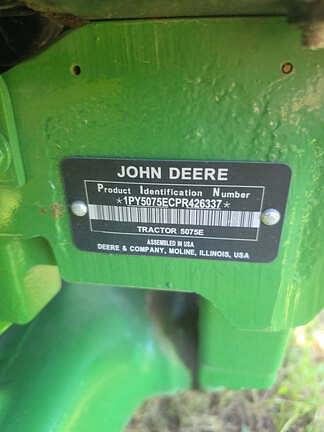 JOHN DEERE
Product Identification Number
*1PY5075ECPR426337*
TRACTOR 5075E
ASSEMBLED IN USA
DEERE & COMPANY, MOLINE, ILLINOIS, USA